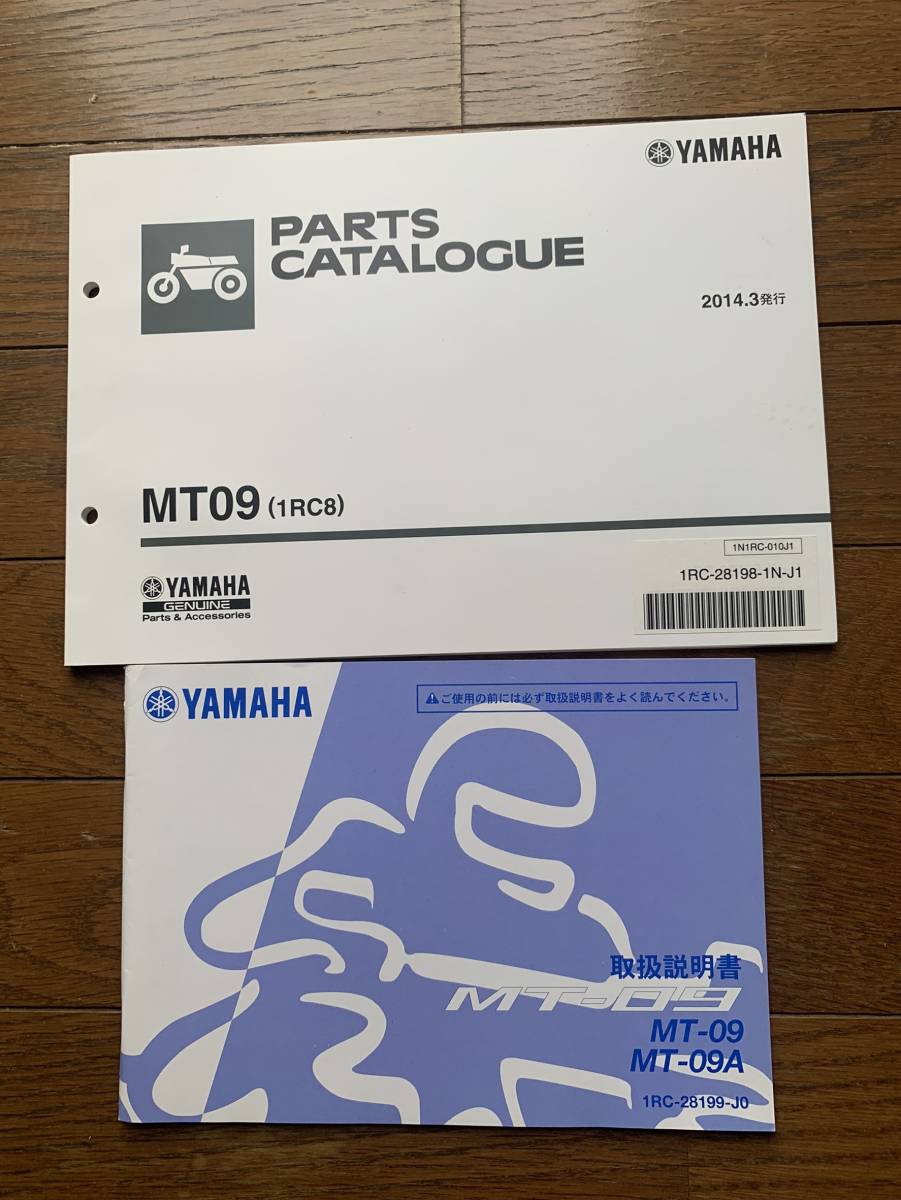 YAMAHA
PARTS
CATALOGUE
2014.3発行
MT09 (1RC8)
YAMAHA
GENUINE
Parts & Accessories
1N1RC-010J1
1RC-28198-1N-J1
YAMAHA
ご使用の前には必ず取扱説明書をよく読んでください。
取扱説明書
MT-09
MT-09
MT-09A
1RC-28199-J0